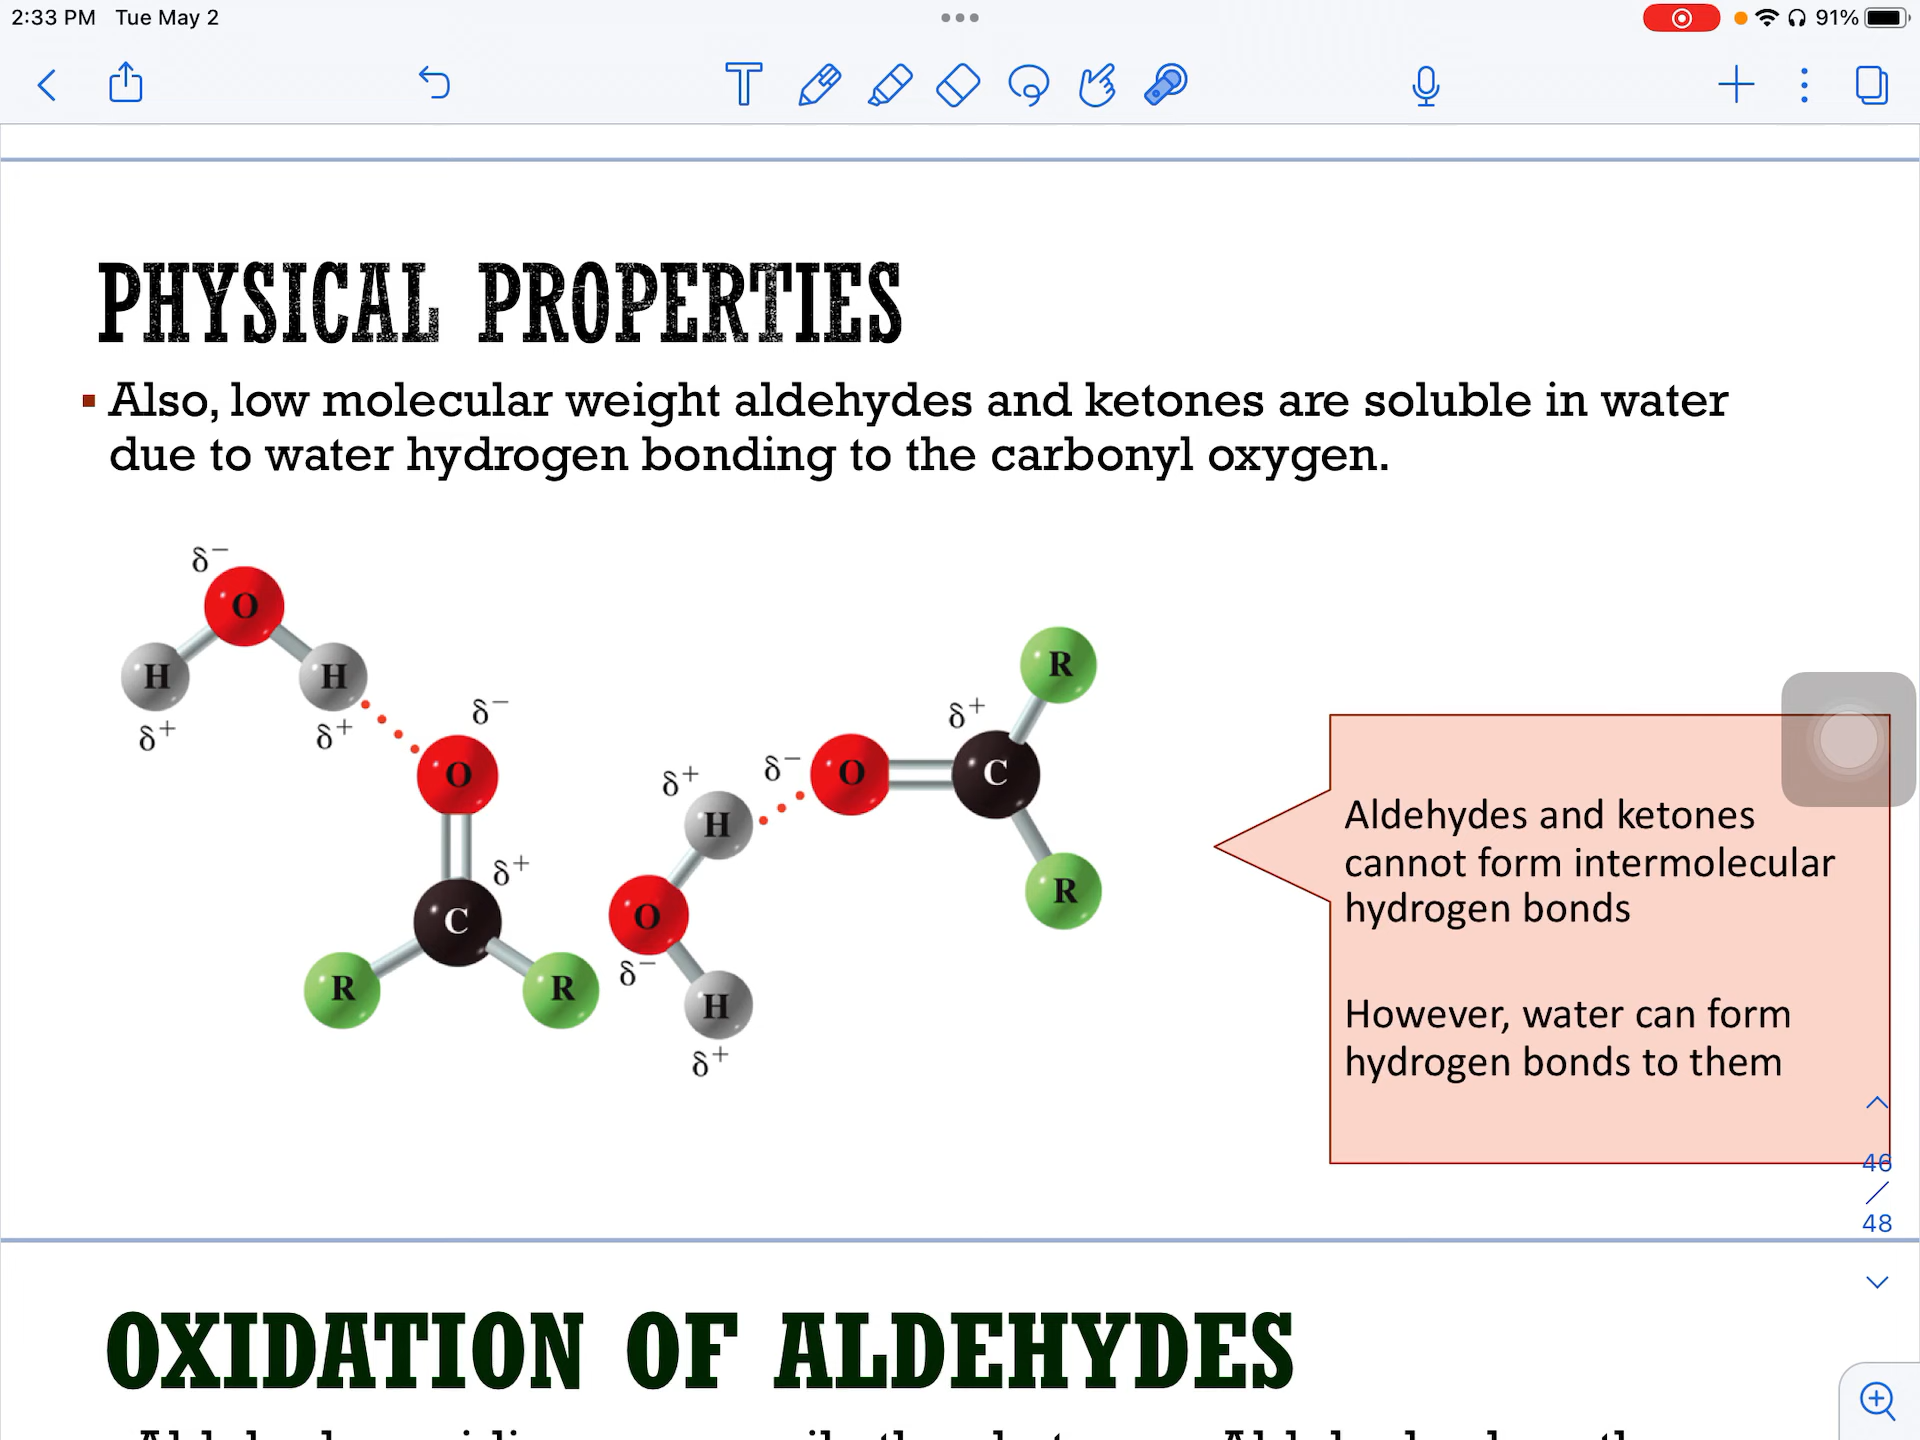 2:33 PM Tue May 2
91%
PHYSICAL PROPERTIES
Also, low molecular weight aldehydes and ketones are soluble in water
due to water hydrogen bonding to the carbonyl oxygen.
δ−
O
H H
δ+ δ+
δ−
O
δ+
C
R R
δ+
H
O
δ−
H
δ+
δ−
O
δ+
C
R
R
Aldehydes and ketones
cannot form intermolecular
hydrogen bonds
However, water can form
hydrogen bonds to them
46
/
48
OXIDATION OF ALDEHYDES